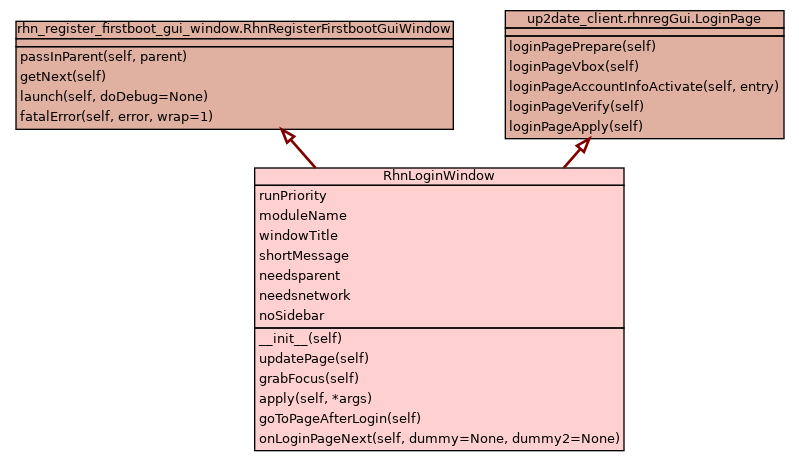 rhn_register_firstboot_gui_window.RhnRegisterFirstbootGuiWindow
passInParent(self, parent)
getNext(self)
launch(self, doDebug=None)
fatalError(self, error, wrap=1)
up2date_client.rhnregGui.LoginPage
loginPagePrepare(self)
loginPageVbox(self)
loginPageAccountInfoActivate(self, entry)
loginPageVerify(self)
loginPageApply(self)
RhnLoginWindow
runPriority
moduleName
windowTitle
shortMessage
needsparent
needsnetwork
noSidebar
__init__(self)
updatePage(self)
grabFocus(self)
apply(self, *args)
goToPageAfterLogin(self)
onLoginPageNext(self, dummy=None, dummy2=None)